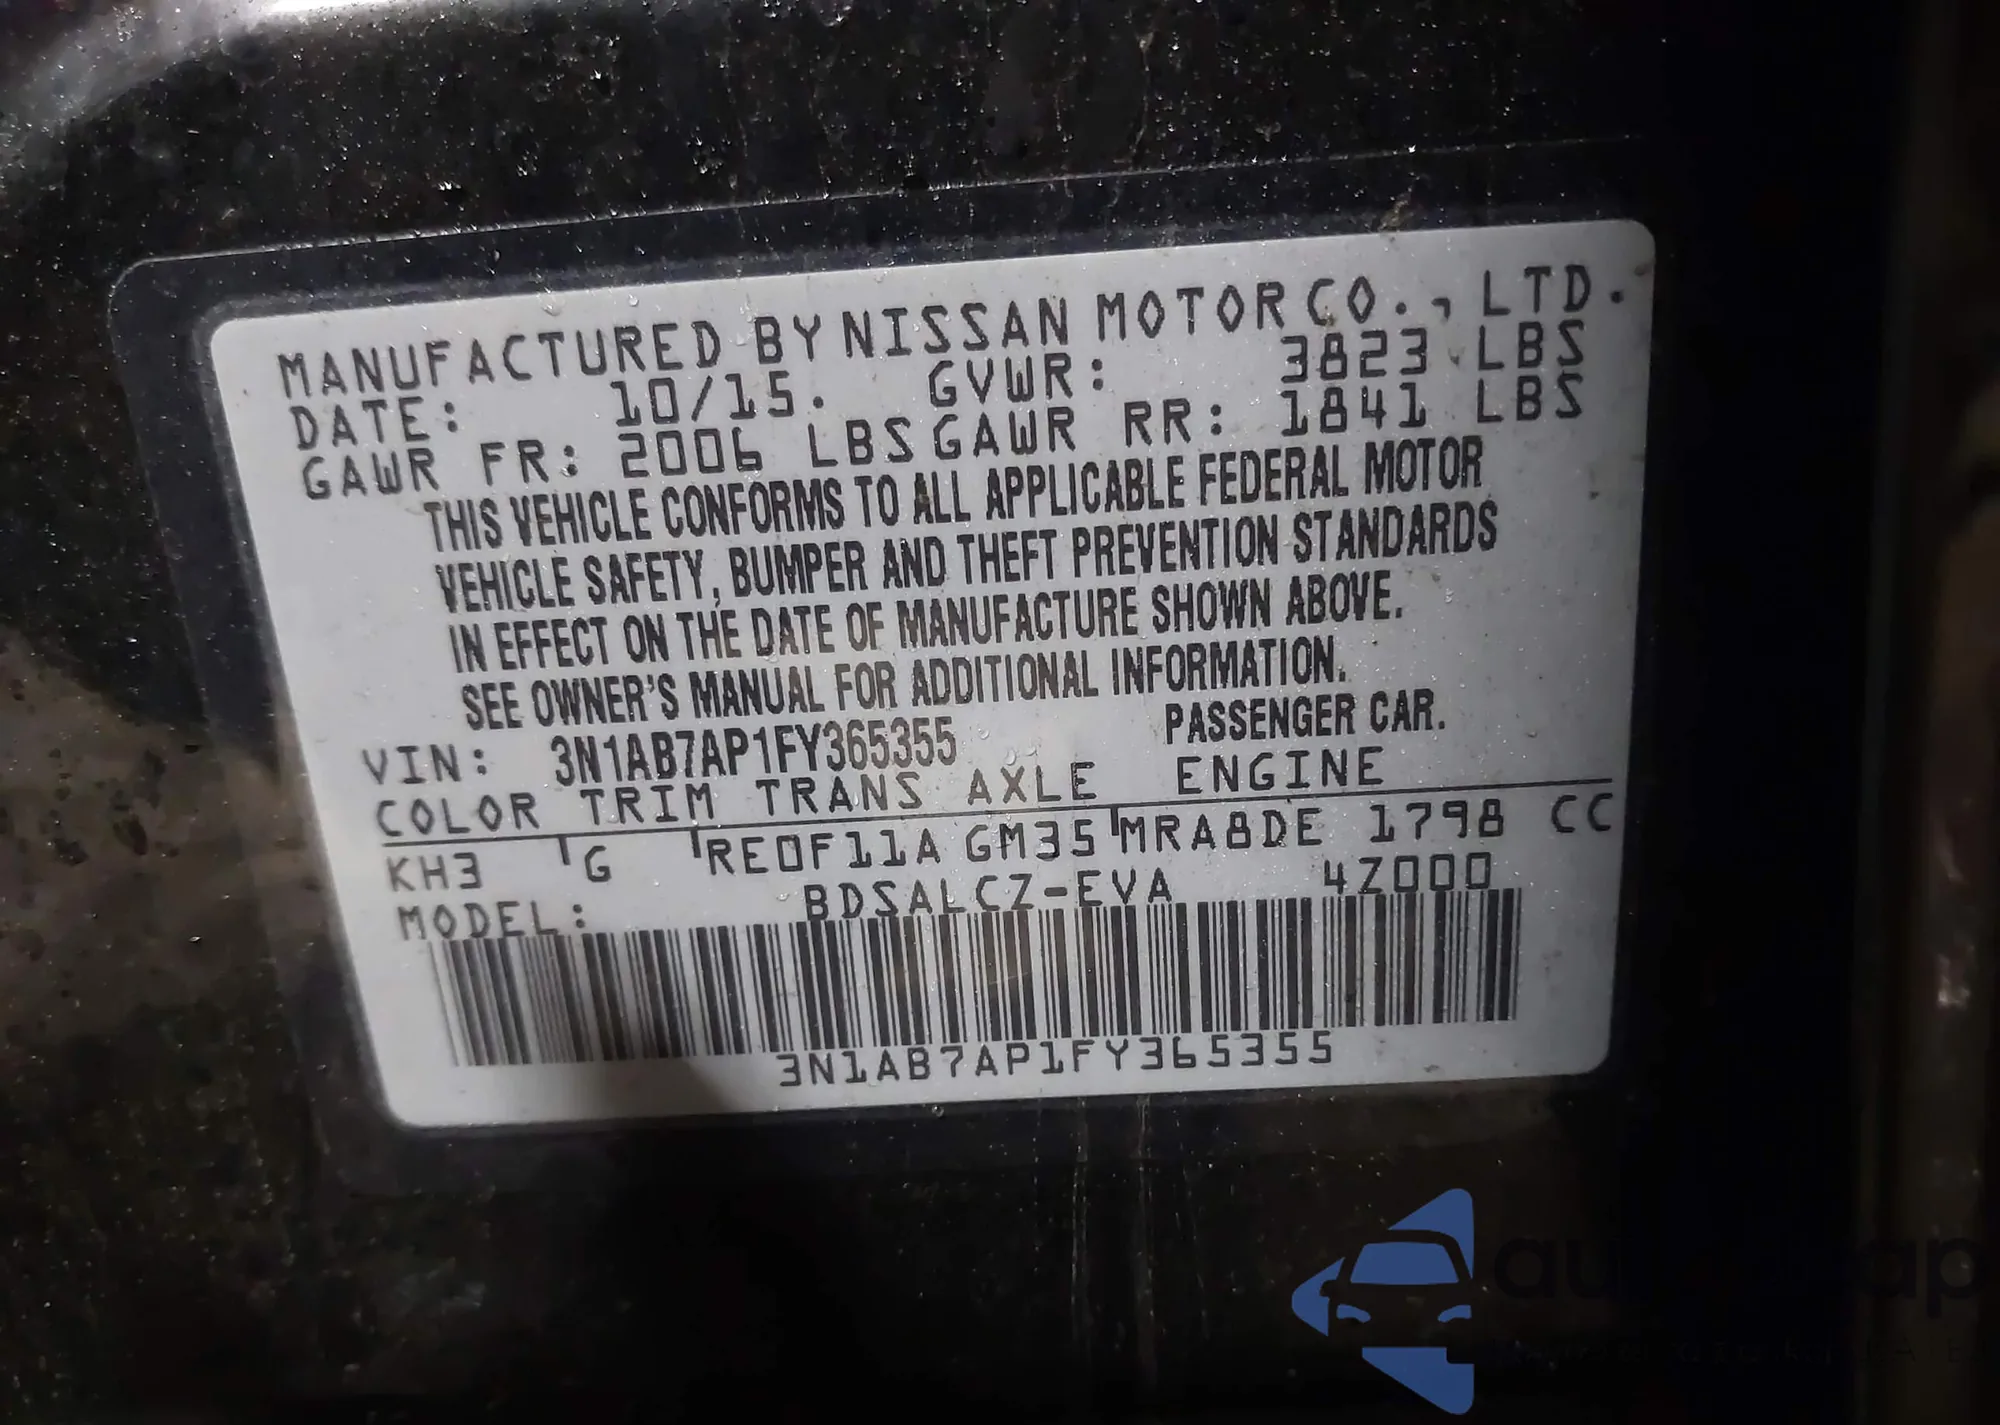 MANUFACTURED BY NISSAN MOTOR CO., LTD.
DATE: 10/15. GVWR: 3823 LBS
GAWR FR: 2006 LBS GAWR RR: 1841 LBS
THIS VEHICLE CONFORMS TO ALL APPLICABLE FEDERAL MOTOR
VEHICLE SAFETY, BUMPER AND THEFT PREVENTION STANDARDS
IN EFFECT ON THE DATE OF MANUFACTURE SHOWN ABOVE.
SEE OWNER'S MANUAL FOR ADDITIONAL INFORMATION.
VIN: 3N1AB7AP1FY365355 PASSENGER CAR.
COLOR TRIM TRANS AXLE ENGINE
KH3 G RE0F11A GM35 MRA8DE 1798 CC
MODEL: BDSALCZ-EVA 4Z000
3N1AB7AP1FY365355